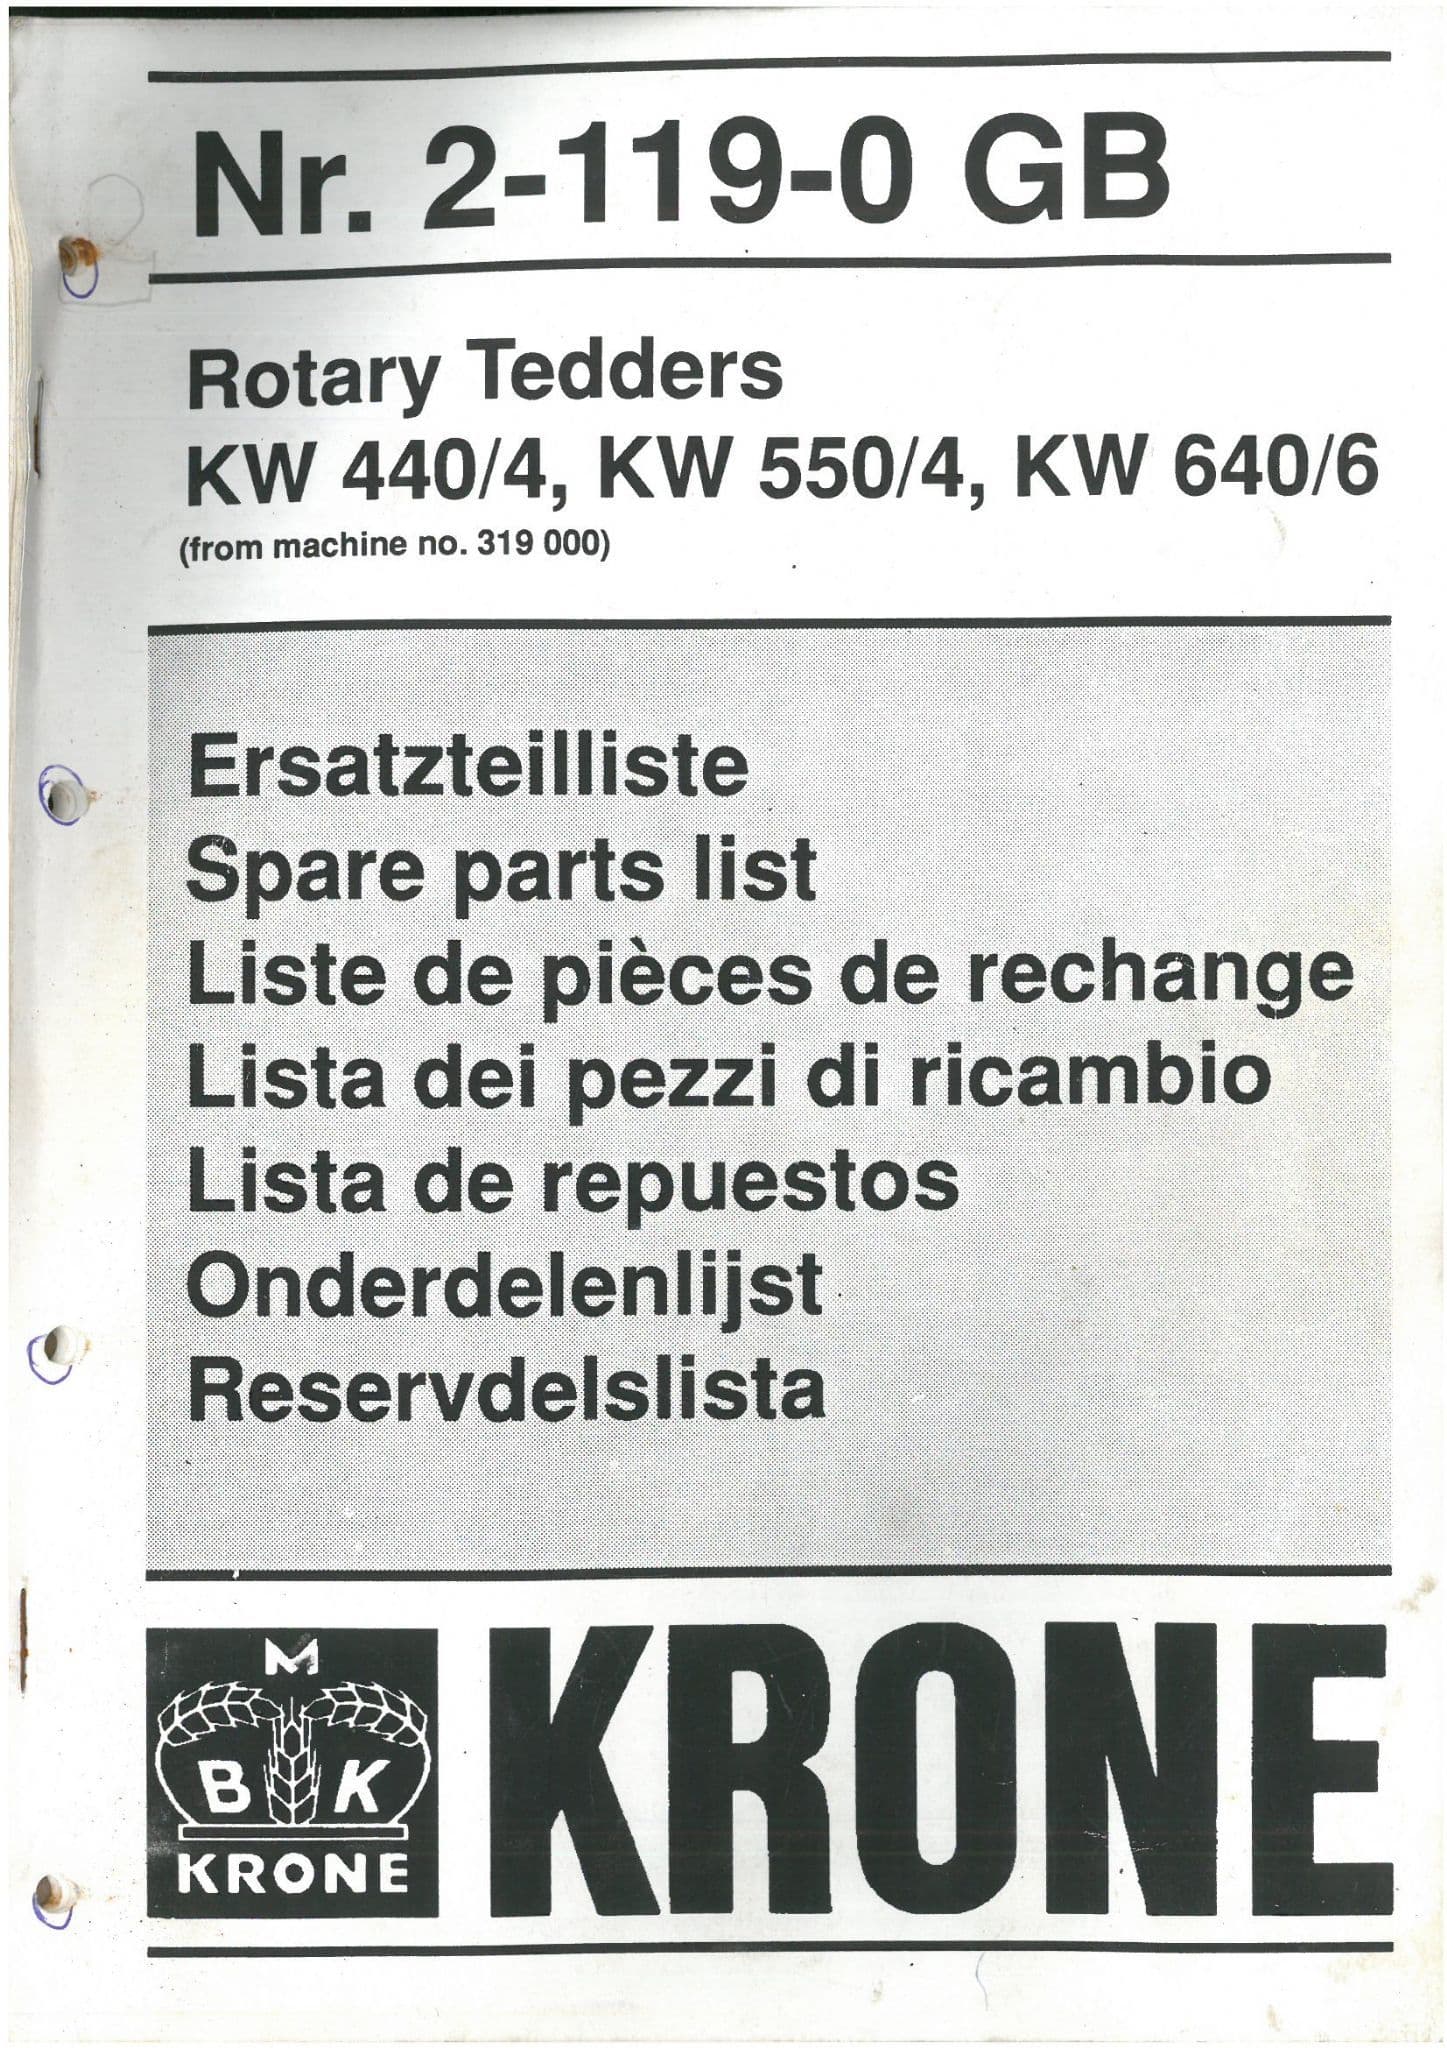 Nr. 2-119-0 GB
Rotary Tedders
KW 440/4, KW 550/4, KW 640/6
(from machine no. 319 000)
Ersatzteilliste
Spare parts list
Liste de pièces de rechange
Lista dei pezzi di ricambio
Lista de repuestos
Onderdelenlijst
Reservdelslista
M
B K
KRONE
KRONE